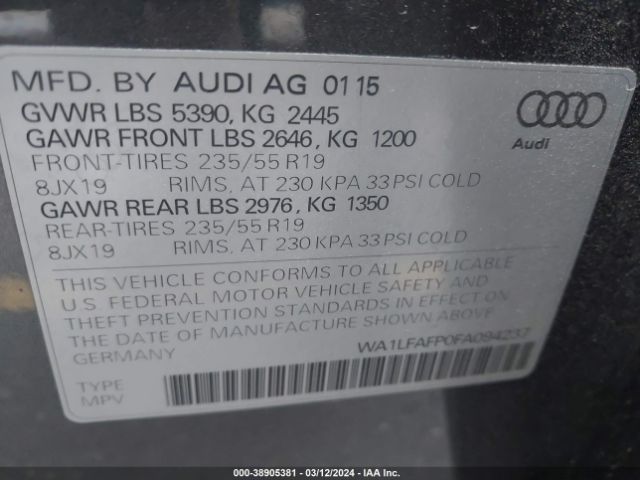 MFD. BY AUDI AG 01 15
GVWR LBS 5390, KG 2445
GAWR FRONT LBS 2646, KG 1200
FRONT-TIRES 235/55 R19
8JX19 RIMS, AT 230 KPA 33 PSI COLD
GAWR REAR LBS 2976, KG 1350
REAR-TIRES 235/55 R19
8JX19 RIMS, AT 230 KPA 33 PSI COLD
Audi
THIS VEHICLE CONFORMS TO ALL APPLICABLE
U.S. FEDERAL MOTOR VEHICLE SAFETY AND
THEFT PREVENTION STANDARDS IN EFFECT ON
THE DATE OF MANUFACTURE SHOWN ABOVE
GERMANY
WA1LFAFP0FA094237
TYPE
MPV
000-38905381 - 03/12/2024 - IAA Inc.